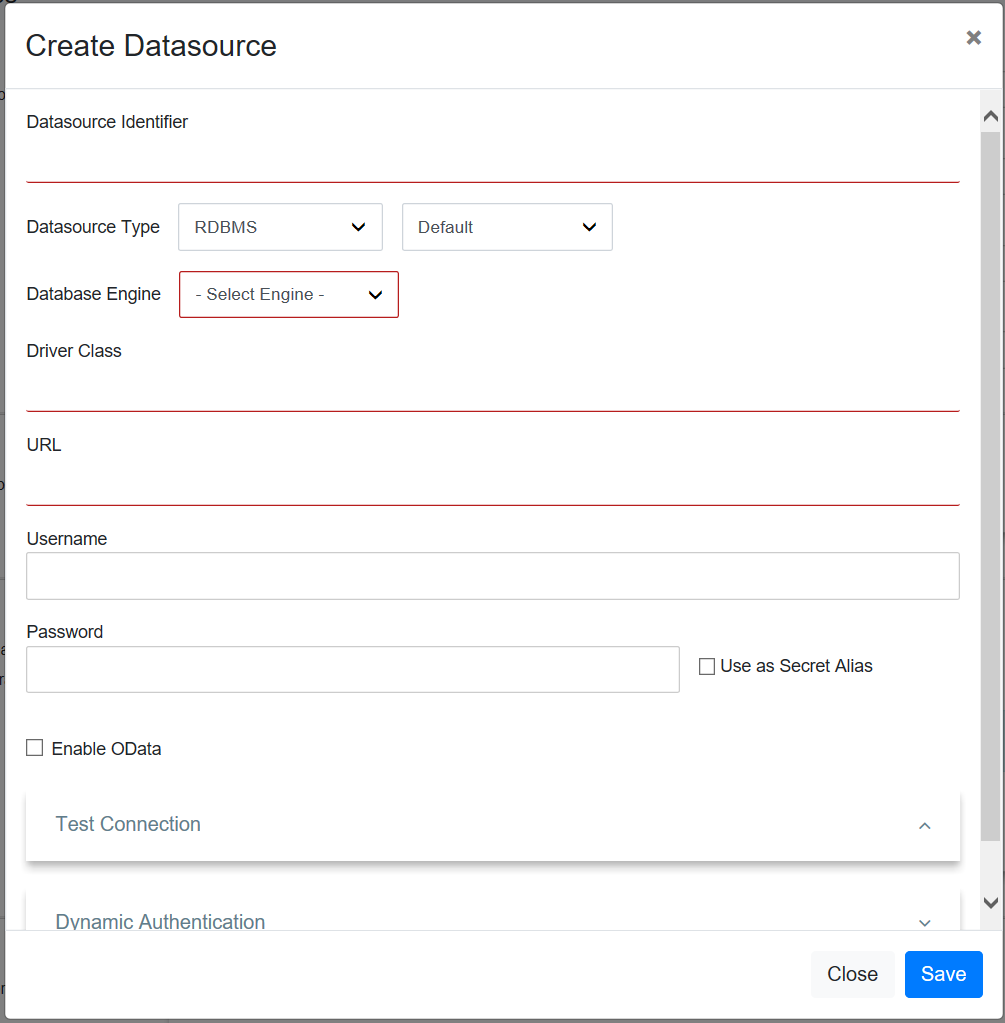 Create Datasource
Datasource Identifier
Datasource Type RDBMS Default
Database Engine - Select Engine -
Driver Class
URL
Username
Password
Use as Secret Alias
Enable OData
Test Connection
Dynamic Authentication
Close Save